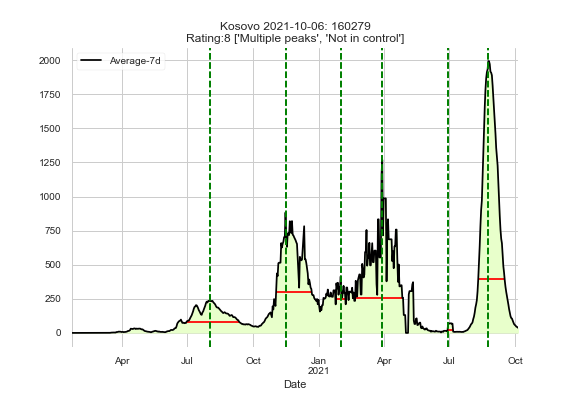 Kosovo 2021-10-06: 160279
Rating:8 ['Multiple peaks', 'Not in control']
Average-7d
2000
1750
1500
1250
1000
750
500
250
0
Apr
Jul
Oct
Jan
2021
Apr
Jul
Oct
Date